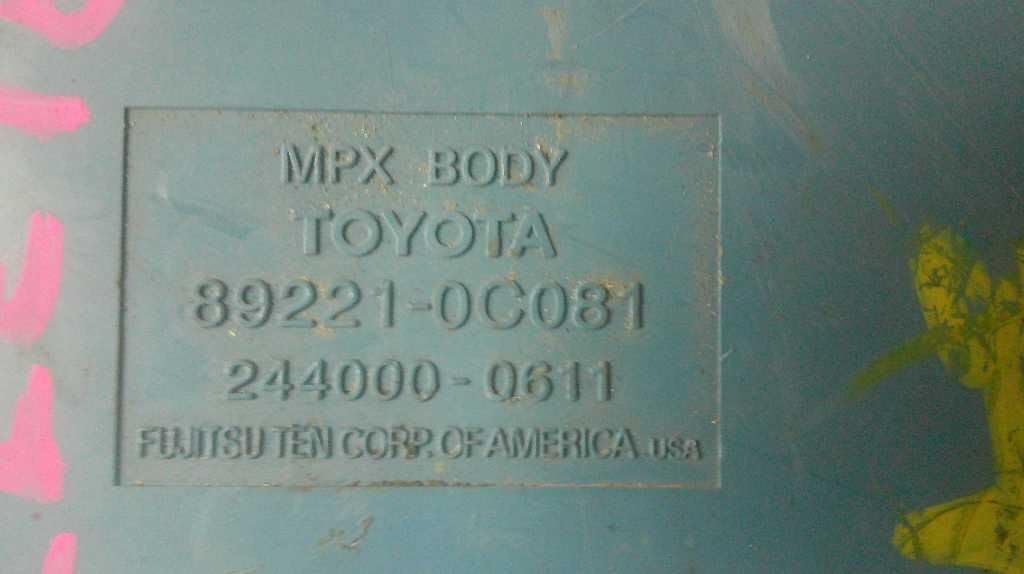 MPX BODY
TOYOTA
89221-0C081
244000-0611
FUJITSU TEN CORP. OF AMERICA USA